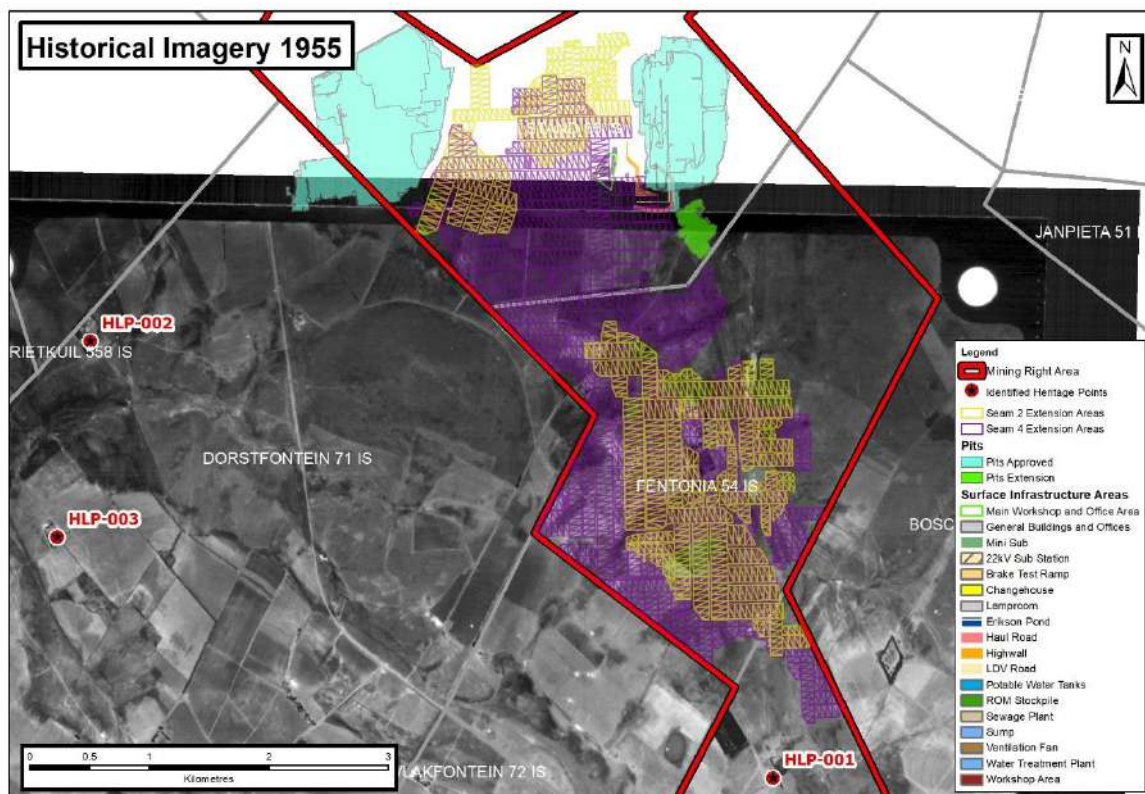 Historical Imagery 1955
N
JANPIETA 51 I
HLP-002
RIETKUIL 558 IS
DORSTFONTEIN 71 IS
FENTONIA 54 IS
BOSC
HLP-003
HLP-001
VLAKFONTEIN 72 IS
0 0.5 1 2 3
Kilometres
Legend
Mining Right Area
Identified Heritage Points
Seam 2 Extension Areas
Seam 4 Extension Areas
Pits
Pits Approved
Pits Extension
Surface Infrastructure Areas
Main Workshop and Office Area
General Buildings and Offices
Mini Sub
22kV Sub Station
Brake Test Ramp
Changehouse
Lamproom
Erikson Pond
Haul Road
Highwall
LDV Road
Potable Water Tanks
ROM Stockpile
Sewage Plant
Sump
Ventilation Fan
Water Treatment Plant
Workshop Area